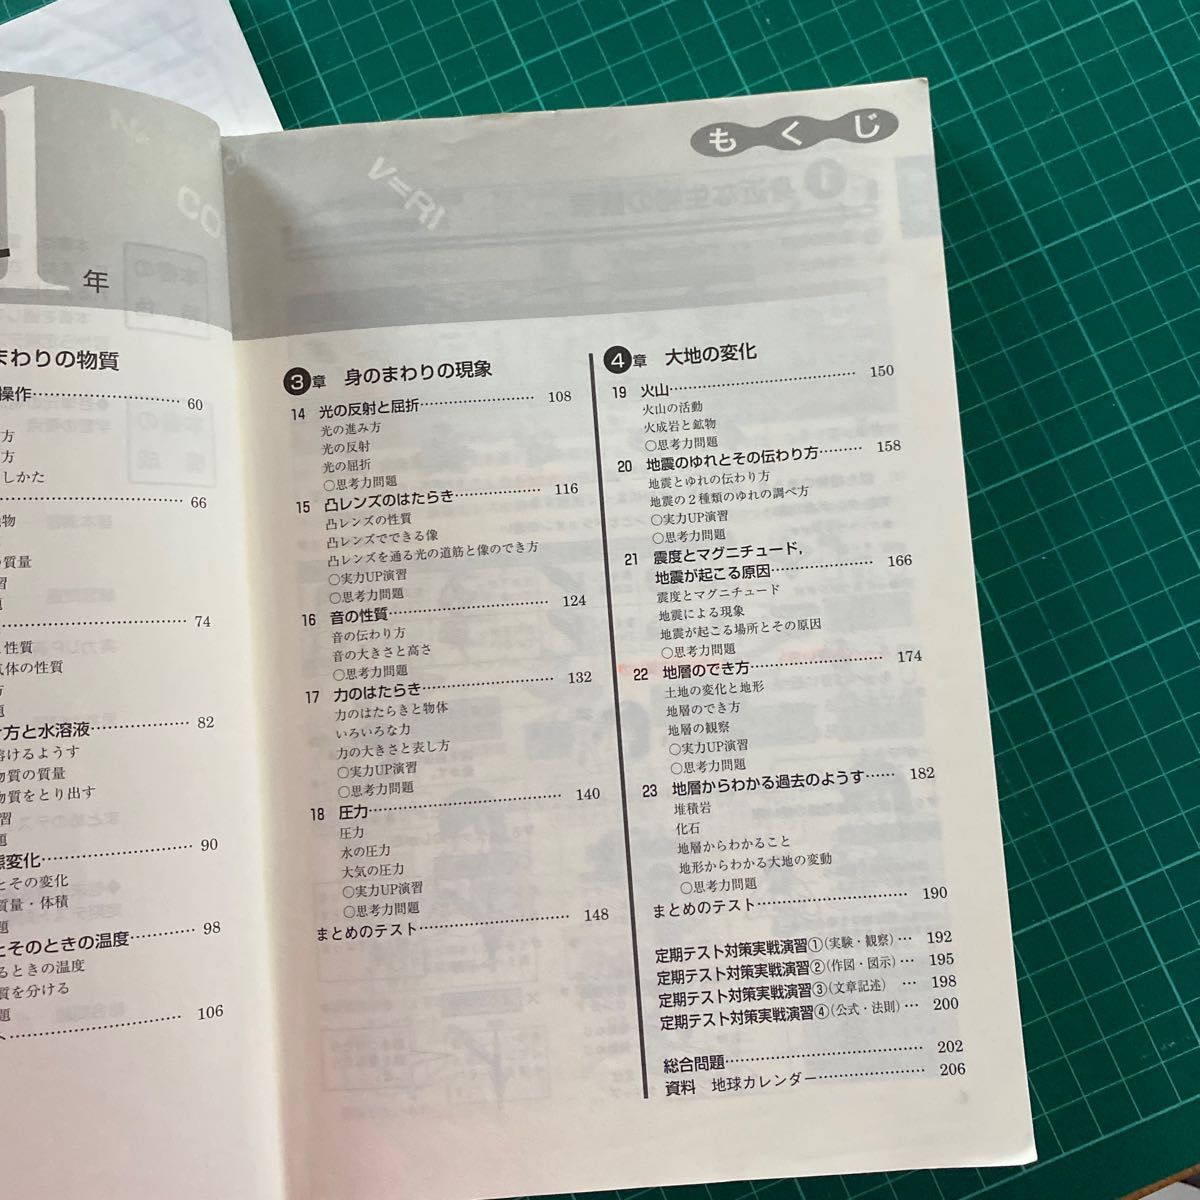 もくじ
V=RI
CO
1
年
まわりの物質
操作 60
方
方
しかた
66
物
の質量
習
題
74
性質
気体の性質
方
題
方と水溶液 82
溶けるようす
物質の質量
物質をとり出す
習
題
態変化 90
とその変化
質量・体積
題
とそのときの温度 98
るときの温度
質を分ける
題
106
3章 身のまわりの現象
14 光の反射と屈折 108
光の進み方
光の反射
光の屈折
○思考力問題
15 凸レンズのはたらき 116
凸レンズの性質
凸レンズでできる像
凸レンズを通る光の道筋と像のでき方
○実力UP演習
○思考力問題
16 音の性質 124
音の伝わり方
音の大きさと高さ
○思考力問題
17 力のはたらき 132
力のはたらきと物体
いろいろな力
力の大きさと表し方
○実力UP演習
○思考力問題
18 圧力 140
圧力
水の圧力
大気の圧力
○実力UP演習
○思考力問題
まとめのテスト 148
4章 大地の変化
19 火山 150
火山の活動
火成岩と鉱物
○思考力問題
20 地震のゆれとその伝わり方 158
地震とゆれの伝わり方
地震の2種類のゆれの調べ方
○実力UP演習
○思考力問題
21 震度とマグニチュード,
地震が起こる原因 166
震度とマグニチュード
地震による現象
地震が起こる場所とその原因
○思考力問題
22 地層のでき方 174
土地の変化と地形
地層のでき方
地層の観察
○実力UP演習
○思考力問題
23 地層からわかる過去のようす 182
堆積岩
化石
地層からわかること
地形からわかる大地の変動
○思考力問題
まとめのテスト 190
定期テスト対策実戦演習①(実験・観察) 192
定期テスト対策実戦演習②(作図・図示) 195
定期テスト対策実戦演習③(文章記述) 198
定期テスト対策実戦演習④(公式・法則) 200
総合問題 202
資料 地球カレンダー 206